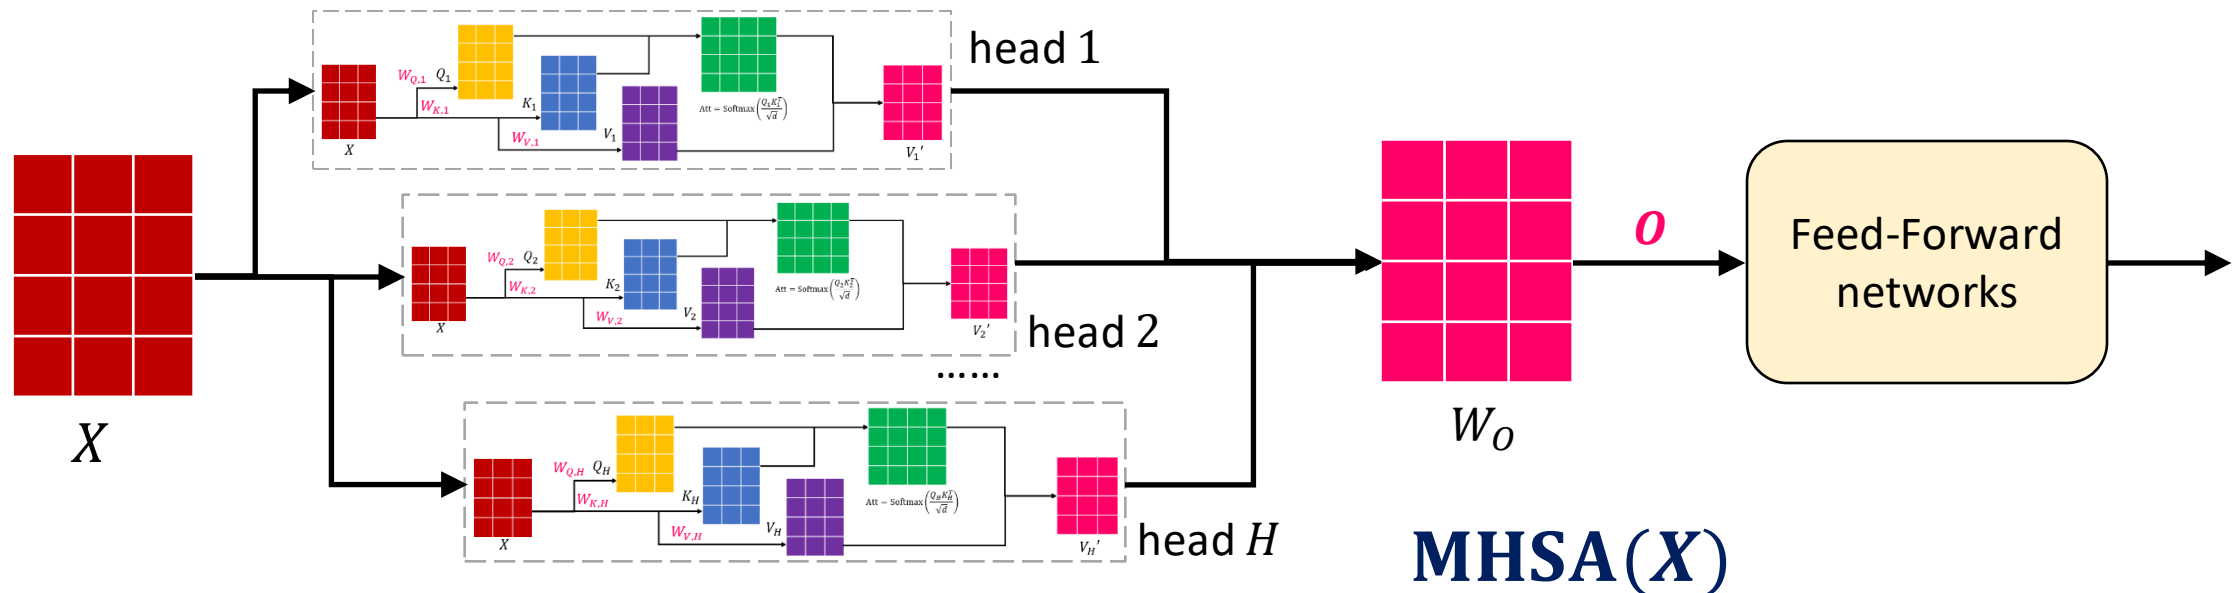 X
head 1
X
W_{Q,1}
Q_1
W_{K,1}
K_1
W_{V,1}
V_1
Att = Softmax(Q_1K_1^T/√d)
V_1'
head 2
X
W_{Q,2}
Q_2
W_{K,2}
K_2
W_{V,2}
V_2
Att = Softmax(Q_2K_2^T/√d)
V_2'
......
head H
X
W_{Q,H}
Q_H
W_{K,H}
K_H
W_{V,H}
V_H
Att = Softmax(Q_HK_H^T/√d)
V_H'
W_O
O
Feed-Forward
networks
MHSA(X)